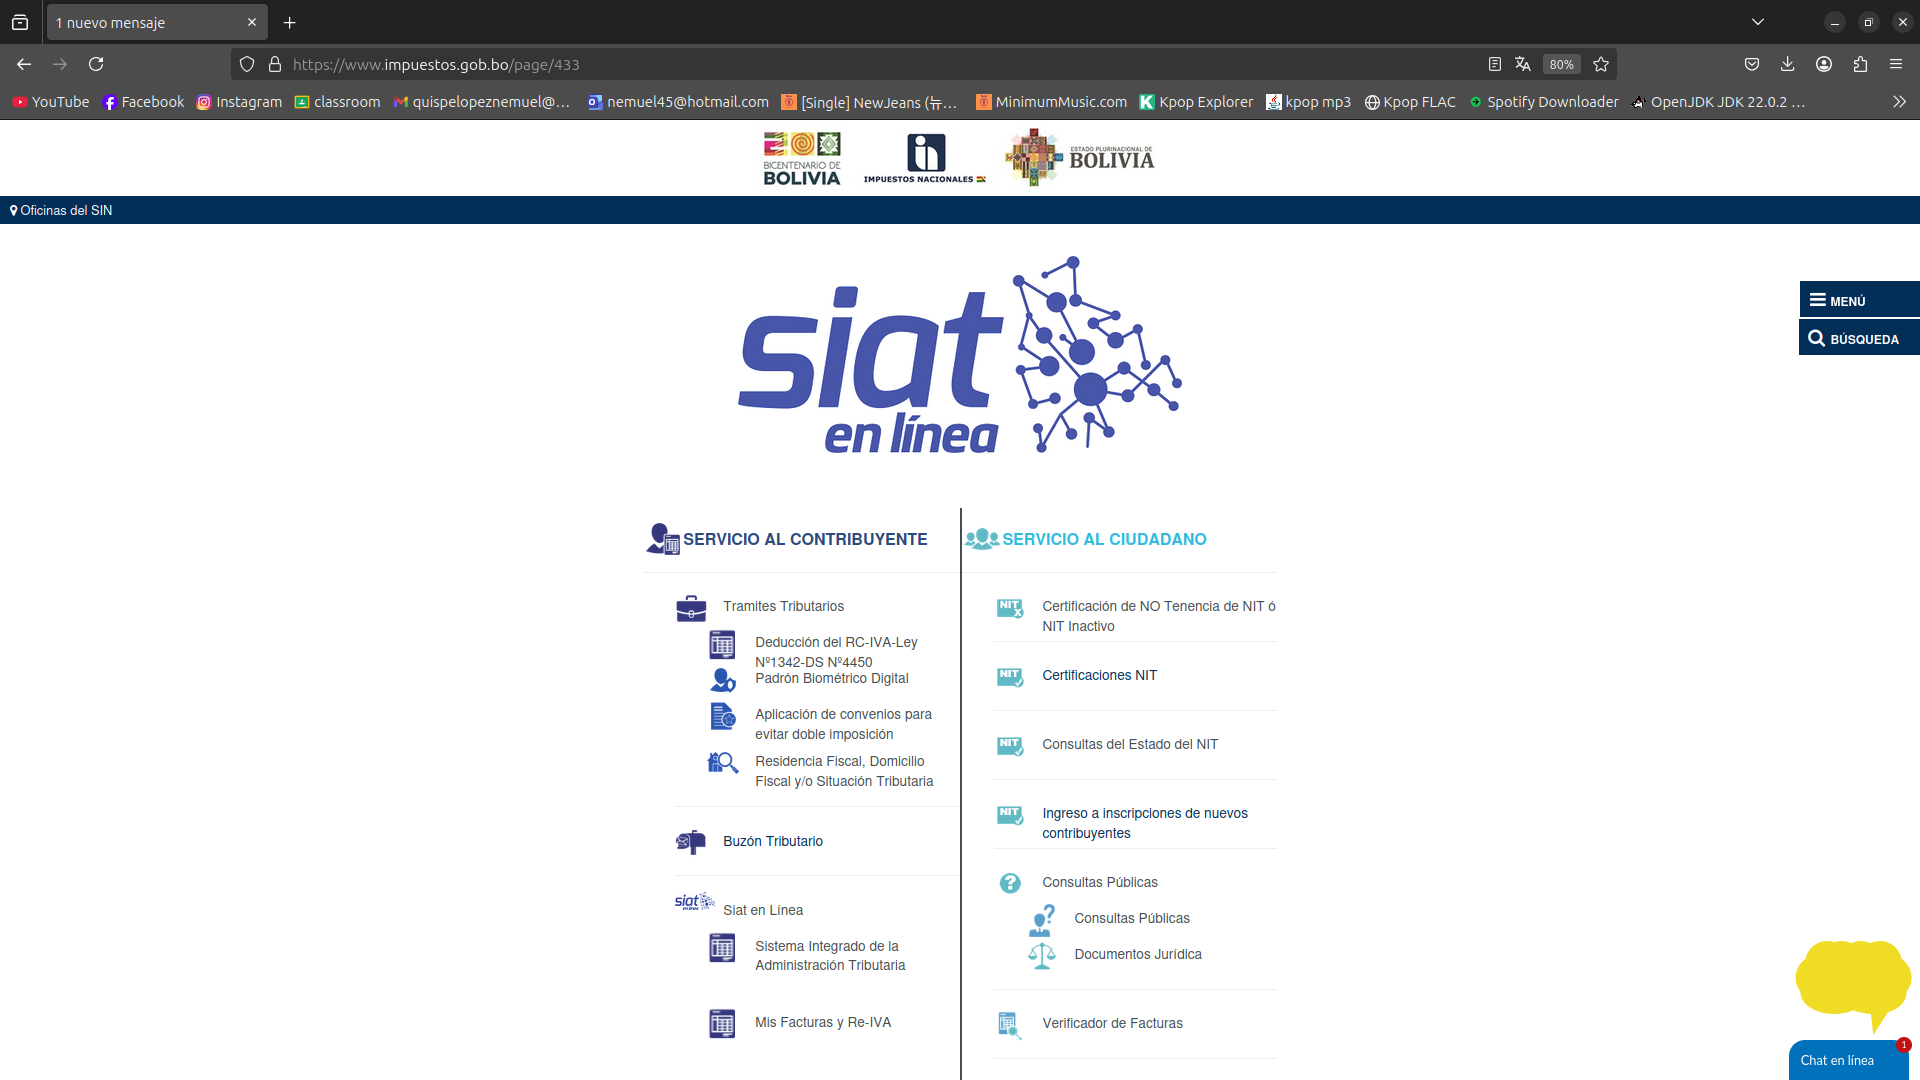 1 nuevo mensaje
https://www.impuestos.gob.bo/page/433
80%
YouTube
Facebook
Instagram
classroom
quispelopeznemuel@...
nemuel45@hotmail.com
[Single] NewJeans (뉴...
MinimumMusic.com
Kpop Explorer
kpop mp3
Kpop FLAC
Spotify Downloader
OpenJDK JDK 22.0.2 ...
BICENTENARIO DE
BOLIVIA
IMPUESTOS NACIONALES
ESTADO PLURINACIONAL DE
BOLIVIA
Oficinas del SIN
MENÚ
BÚSQUEDA
siat
en línea
SERVICIO AL CONTRIBUYENTE
Tramites Tributarios
Deducción del RC-IVA-Ley
Nº1342-DS Nº4450
Padrón Biométrico Digital
Aplicación de convenios para
evitar doble imposición
Residencia Fiscal, Domicilio
Fiscal y/o Situación Tributaria
Buzón Tributario
siat
en línea
Siat en Línea
Sistema Integrado de la
Administración Tributaria
Mis Facturas y Re-IVA
SERVICIO AL CIUDADANO
NIT
Certificación de NO Tenencia de NIT ó
NIT Inactivo
NIT
Certificaciones NIT
NIT
Consultas del Estado del NIT
NIT
Ingreso a inscripciones de nuevos
contribuyentes
Consultas Públicas
Consultas Públicas
Documentos Jurídica
Verificador de Facturas
Chat en línea
1